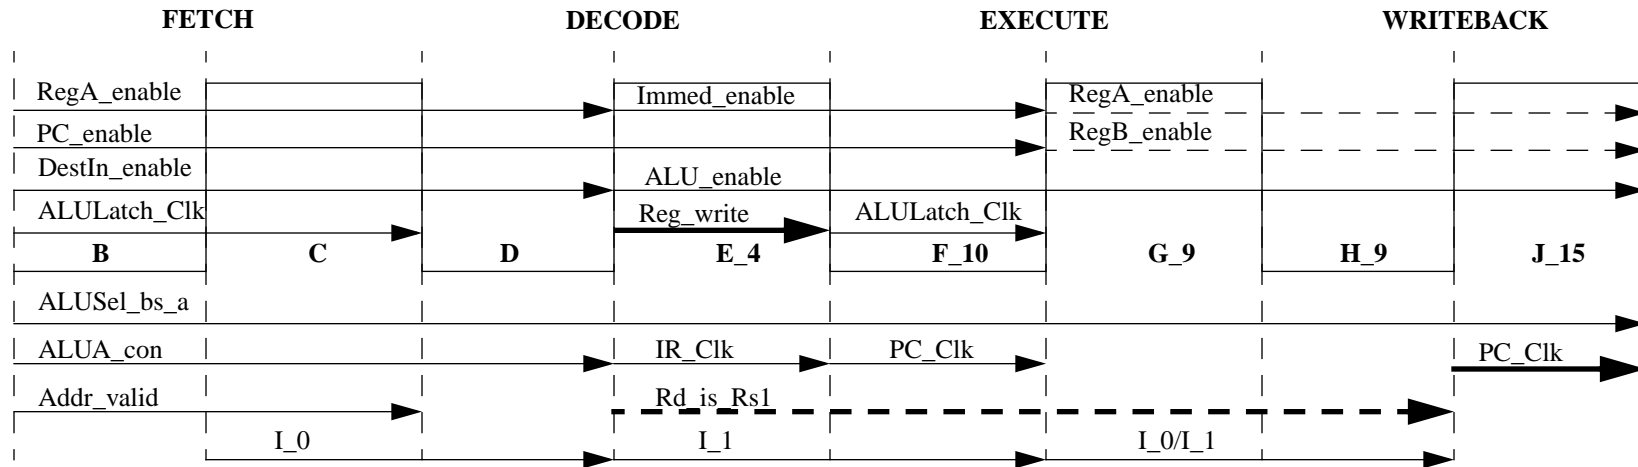 FETCH DECODE EXECUTE WRITEBACK
RegA_enable Immed_enable RegA_enable
PC_enable RegB_enable
DestIn_enable ALU_enable
ALULatch_Clk Reg_write ALULatch_Clk
B C D E_4 F_10 G_9 H_9 J_15
ALUSel_bs_a
ALUA_con IR_Clk PC_Clk PC_Clk
Addr_valid Rd_is_Rs1
I_0 I_1 I_0/I_1